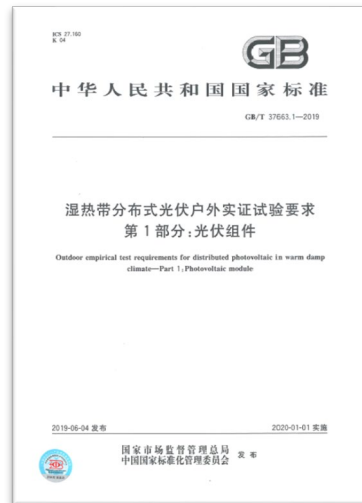 ICS 27.160
K 04
GB
中华人民共和国国家标准
GB/T 37663.1—2019
湿热带分布式光伏户外实证试验要求
第1部分:光伏组件
Outdoor empirical test requirements for distributed photovoltaic in warm damp
climate—Part 1:Photovoltaic module
2019-06-04 发布
2020-01-01 实施
国家市场监督管理总局
中国国家标准化管理委员会
发布